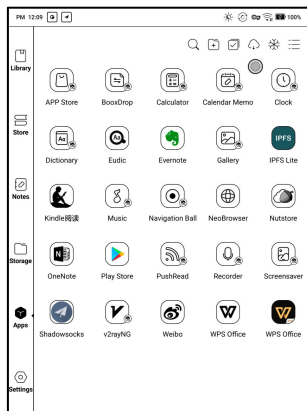 PM 12:09 100%
Library
Store
Notes
Storage
Apps
Settings
APP Store BooxDrop Calculator Calendar Memo Clock
Aa Aa IPFS
Dictionary Eudic Evernote Gallery IPFS Lite
Kindle阅读 Music Navigation Ball NeoBrowser Nutstore
N
OneNote Play Store PushRead Recorder Screensaver
V W W
Shadowsocks v2rayNG Weibo WPS Office WPS Office